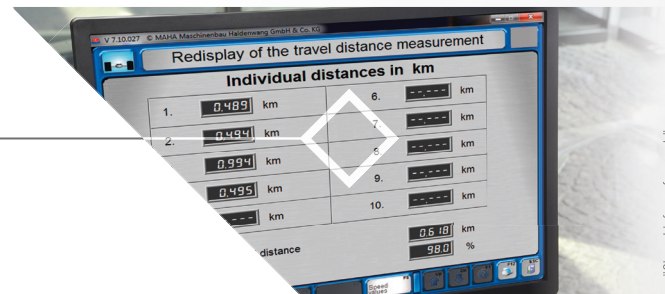 V 7.10.027 © MAHA Maschinenbau Haldenwang GmbH & Co. KG
Redisplay of the travel distance measurement
Individual distances in km
1. 0.489 km 6. --.--- km
2. 0.494 km 7. --.--- km
0.994 km 8. --.--- km
0.495 km 9. --.--- km
--- km 10. --.--- km
distance 0.618 km
98.0 %
Speed
values